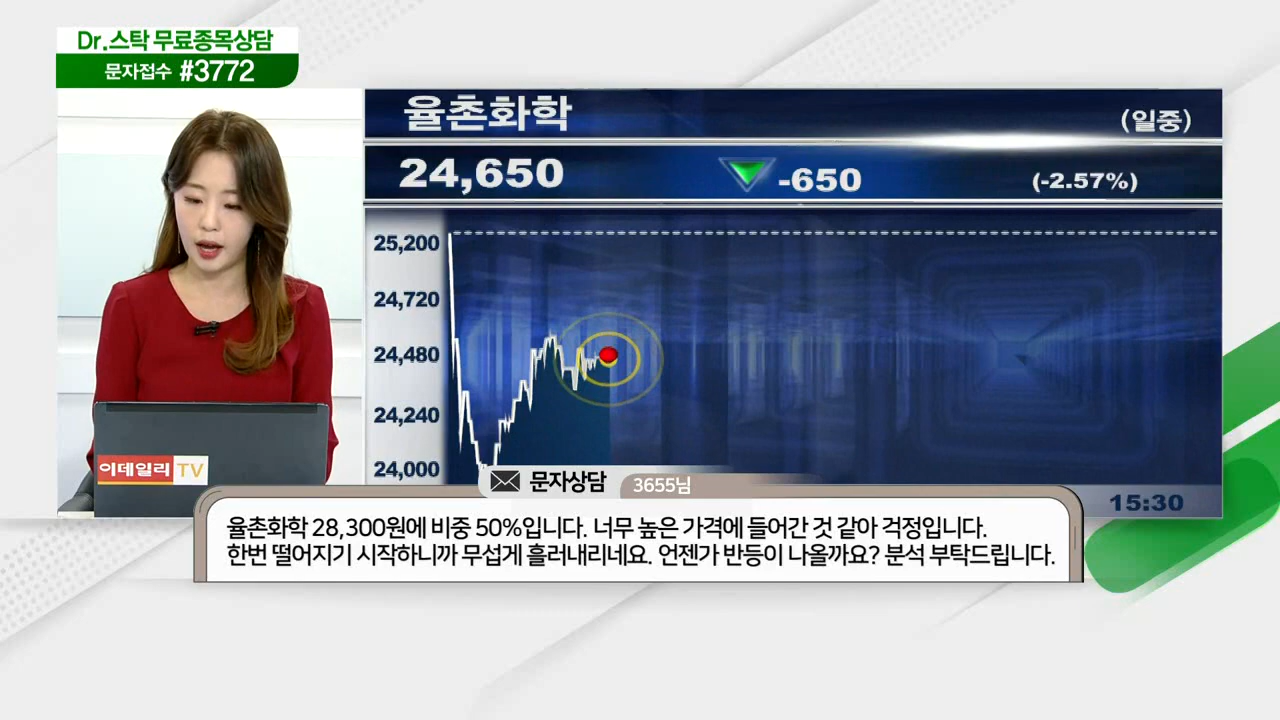 Dr.스탁 무료종목상담
문자접수 #3772
율촌화학
(일중)
24,650
-650
(-2.57%)
25,200
24,720
24,480
24,240
24,000
15:30
이데일리 TV
문자상담
3655님
율촌화학 28,300원에 비중 50%입니다. 너무 높은 가격에 들어간 것 같아 걱정입니다.
한번 떨어지기 시작하니까 무섭게 흘러내리네요. 언젠가 반등이 나올까요? 분석 부탁드립니다.